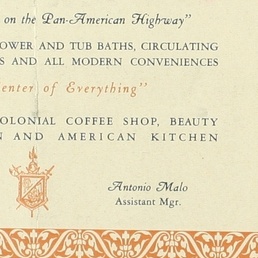 on the Pan-American Highway"
OWER AND TUB BATHS, CIRCULATING
S AND ALL MODERN CONVENIENCES
enter of Everything"
OLONIAL COFFEE SHOP, BEAUTY
N AND AMERICAN KITCHEN
Antonio Malo
Assistant Mgr.